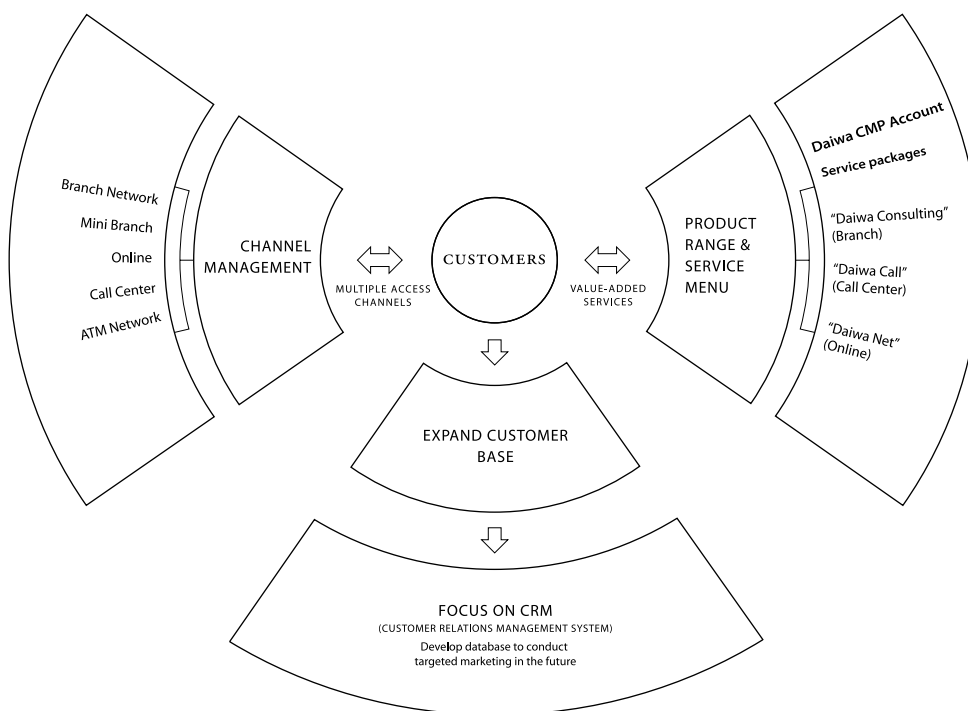 Branch Network
Mini Branch
Online
Call Center
ATM Network
CHANNEL
MANAGEMENT
MULTIPLE ACCESS
CHANNELS
CUSTOMERS
VALUE-ADDED
SERVICES
PRODUCT
RANGE &
SERVICE
MENU
Daiwa CMP Account
Service packages
“Daiwa Consulting”
(Branch)
“Daiwa Call”
(Call Center)
“Daiwa Net”
(Online)
EXPAND CUSTOMER
BASE
FOCUS ON CRM
(CUSTOMER RELATIONS MANAGEMENT SYSTEM)
Develop database to conduct
targeted marketing in the future